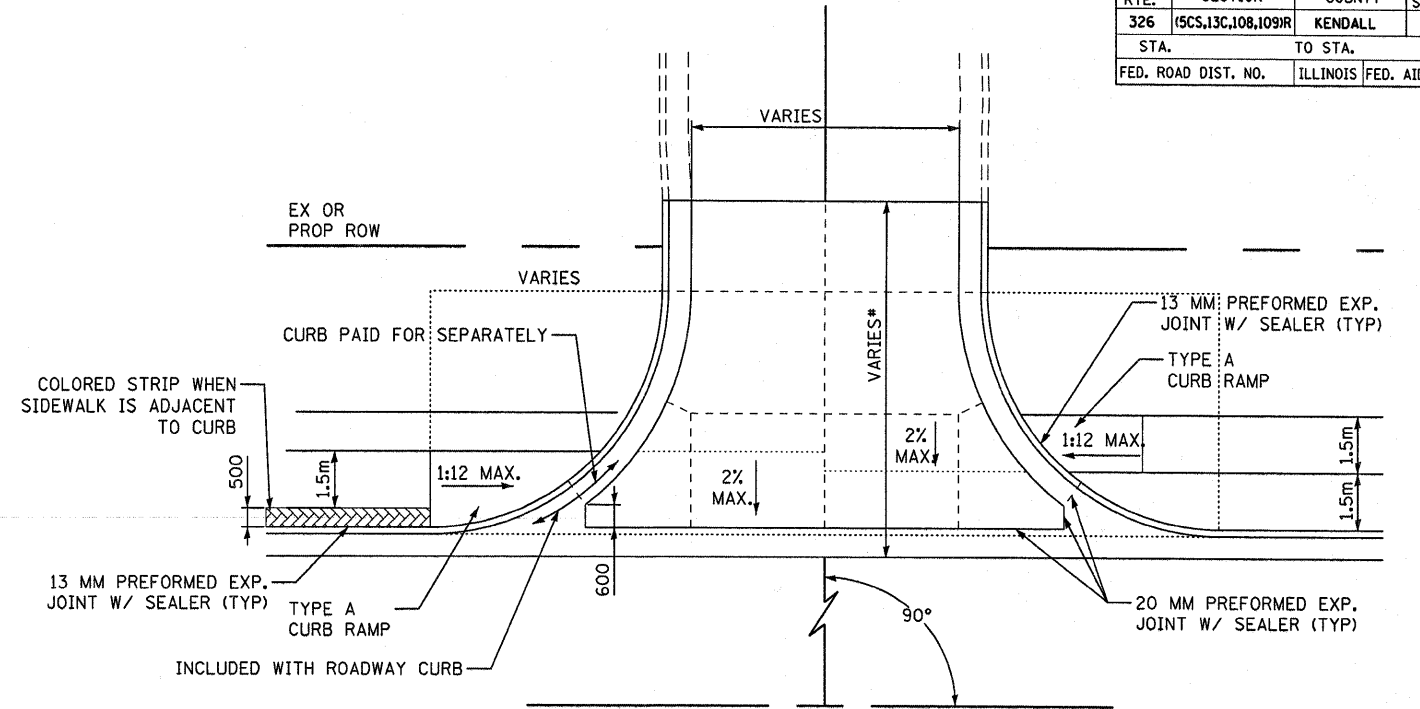 RTE.
COUNTY
326 (5CS,13C,108,109)R KENDALL
STA. TO STA.
FED. ROAD DIST. NO. ILLINOIS FED. AID
VARIES
EX OR
PROP ROW
VARIES
CURB PAID FOR SEPARATELY
VARIES#
13 MM PREFORMED EXP.
JOINT W/ SEALER (TYP)
TYPE A
CURB RAMP
COLORED STRIP WHEN
SIDEWALK IS ADJACENT
TO CURB
500
1.5m
1:12 MAX.
2%
MAX.
2%
MAX.
1:12 MAX.
1.5m
1.5m
600
13 MM PREFORMED EXP.
JOINT W/ SEALER (TYP)
TYPE A
CURB RAMP
INCLUDED WITH ROADWAY CURB
90°
20 MM PREFORMED EXP.
JOINT W/ SEALER (TYP)